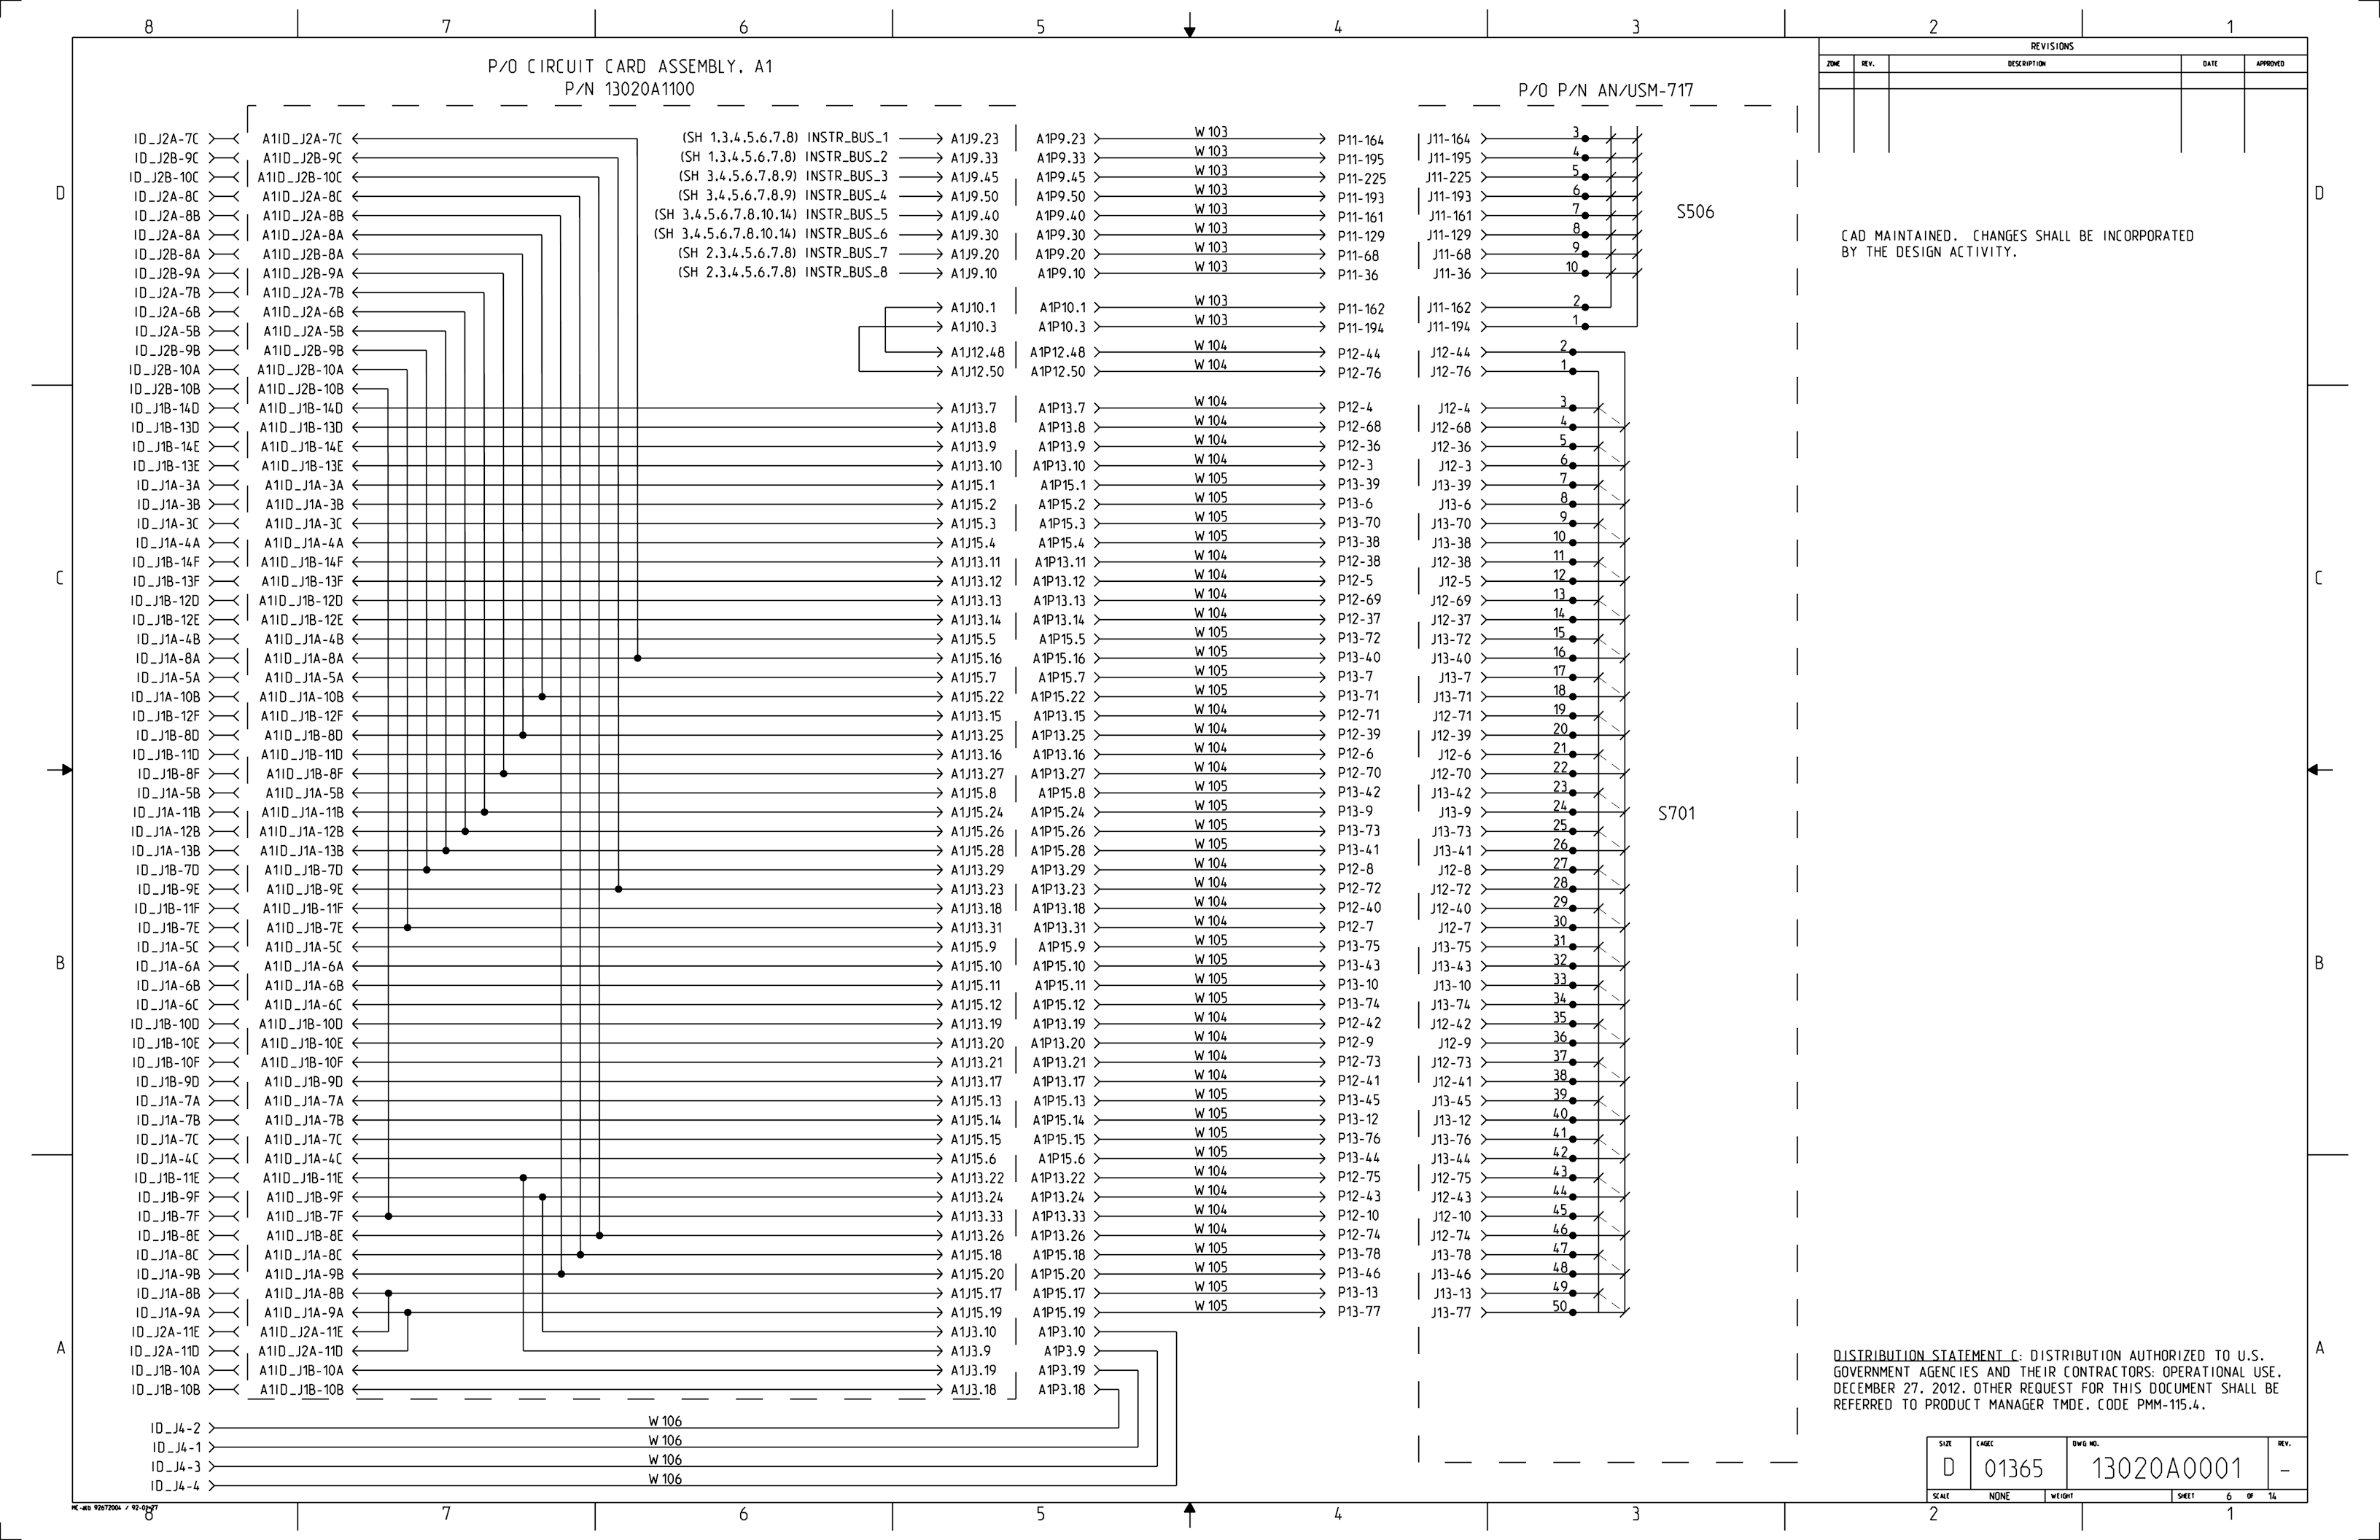 8 7 6 5 4 3 2 1
REVISIONS
ZONE REV. DESCRIPTION DATE APPROVED
P/O CIRCUIT CARD ASSEMBLY, A1
P/N 13020A1100
P/O P/N AN/USM-717
ID_J2A-7C A1ID_J2A-7C (SH 1,3,4,5,6,7,8) INSTR_BUS_1 A1J9.23 A1P9.23 W103 P11-164 J11-164 3
ID_J2B-9C A1ID_J2B-9C (SH 1,3,4,5,6,7,8) INSTR_BUS_2 A1J9.33 A1P9.33 W103 P11-195 J11-195 4
ID_J2B-10C A1ID_J2B-10C (SH 3,4,5,6,7,8,9) INSTR_BUS_3 A1J9.45 A1P9.45 W103 P11-225 J11-225 5
D ID_J2A-8C A1ID_J2A-8C (SH 3,4,5,6,7,8,9) INSTR_BUS_4 A1J9.50 A1P9.50 W103 P11-193 J11-193 6 D
ID_J2A-8B A1ID_J2A-8B (SH 3,4,5,6,7,8,10,14) INSTR_BUS_5 A1J9.40 A1P9.40 W103 P11-161 J11-161 7 S506
ID_J2A-8A A1ID_J2A-8A (SH 3,4,5,6,7,8,10,14) INSTR_BUS_6 A1J9.30 A1P9.30 W103 P11-129 J11-129 8
ID_J2B-8A A1ID_J2B-8A (SH 2,3,4,5,6,7,8) INSTR_BUS_7 A1J9.20 A1P9.20 W103 P11-68 J11-68 9
ID_J2B-9A A1ID_J2B-9A (SH 2,3,4,5,6,7,8) INSTR_BUS_8 A1J9.10 A1P9.10 W103 P11-36 J11-36 10
CAD MAINTAINED. CHANGES SHALL BE INCORPORATED
BY THE DESIGN ACTIVITY.
ID_J2A-7B A1ID_J2A-7B
ID_J2A-6B A1ID_J2A-6B A1J10.1 A1P10.1 W103 P11-162 J11-162 2
ID_J2A-5B A1ID_J2A-5B A1J10.3 A1P10.3 W103 P11-194 J11-194 1
ID_J2B-9B A1ID_J2B-9B A1J12.48 A1P12.48 W104 P12-44 J12-44 2
ID_J2B-10A A1ID_J2B-10A A1J12.50 A1P12.50 W104 P12-76 J12-76 1
ID_J2B-10B A1ID_J2B-10B
ID_J1B-14D A1ID_J1B-14D A1J13.7 A1P13.7 W104 P12-4 J12-4 3
ID_J1B-13D A1ID_J1B-13D A1J13.8 A1P13.8 W104 P12-68 J12-68 4
ID_J1B-14E A1ID_J1B-14E A1J13.9 A1P13.9 W104 P12-36 J12-36 5
ID_J1B-13E A1ID_J1B-13E A1J13.10 A1P13.10 W104 P12-3 J12-3 6
ID_J1A-3A A1ID_J1A-3A A1J15.1 A1P15.1 W105 P13-39 J13-39 7
ID_J1A-3B A1ID_J1A-3B A1J15.2 A1P15.2 W105 P13-6 J13-6 8
ID_J1A-3C A1ID_J1A-3C A1J15.3 A1P15.3 W105 P13-70 J13-70 9
ID_J1A-4A A1ID_J1A-4A A1J15.4 A1P15.4 W105 P13-38 J13-38 10
ID_J1B-14F A1ID_J1B-14F A1J13.11 A1P13.11 W104 P12-38 J12-38 11
C ID_J1B-13F A1ID_J1B-13F A1J13.12 A1P13.12 W104 P12-5 J12-5 12 C
ID_J1B-12D A1ID_J1B-12D A1J13.13 A1P13.13 W104 P12-69 J12-69 13
ID_J1B-12E A1ID_J1B-12E A1J13.14 A1P13.14 W104 P12-37 J12-37 14
ID_J1A-4B A1ID_J1A-4B A1J15.5 A1P15.5 W105 P13-72 J13-72 15
ID_J1A-8A A1ID_J1A-8A A1J15.16 A1P15.16 W105 P13-40 J13-40 16
ID_J1A-5A A1ID_J1A-5A A1J15.7 A1P15.7 W105 P13-7 J13-7 17
ID_J1A-10B A1ID_J1A-10B A1J15.22 A1P15.22 W105 P13-71 J13-71 18
ID_J1B-12F A1ID_J1B-12F A1J13.15 A1P13.15 W104 P12-71 J12-71 19
ID_J1B-8D A1ID_J1B-8D A1J13.25 A1P13.25 W104 P12-39 J12-39 20
ID_J1B-11D A1ID_J1B-11D A1J13.16 A1P13.16 W104 P12-6 J12-6 21
ID_J1B-8F A1ID_J1B-8F A1J13.27 A1P13.27 W104 P12-70 J12-70 22
ID_J1A-5B A1ID_J1A-5B A1J15.8 A1P15.8 W105 P13-42 J13-42 23
ID_J1A-11B A1ID_J1A-11B A1J15.24 A1P15.24 W105 P13-9 J13-9 24 S701
ID_J1A-12B A1ID_J1A-12B A1J15.26 A1P15.26 W105 P13-73 J13-73 25
ID_J1A-13B A1ID_J1A-13B A1J15.28 A1P15.28 W105 P13-41 J13-41 26
ID_J1B-7D A1ID_J1B-7D A1J13.29 A1P13.29 W104 P12-8 J12-8 27
ID_J1B-9E A1ID_J1B-9E A1J13.23 A1P13.23 W104 P12-72 J12-72 28
ID_J1B-11F A1ID_J1B-11F A1J13.18 A1P13.18 W104 P12-40 J12-40 29
ID_J1B-7E A1ID_J1B-7E A1J13.31 A1P13.31 W104 P12-7 J12-7 30
ID_J1A-5C A1ID_J1A-5C A1J15.9 A1P15.9 W105 P13-75 J13-75 31
B ID_J1A-6A A1ID_J1A-6A A1J15.10 A1P15.10 W105 P13-43 J13-43 32 B
ID_J1A-6B A1ID_J1A-6B A1J15.11 A1P15.11 W105 P13-10 J13-10 33
ID_J1A-6C A1ID_J1A-6C A1J15.12 A1P15.12 W105 P13-74 J13-74 34
ID_J1B-10D A1ID_J1B-10D A1J13.19 A1P13.19 W104 P12-42 J12-42 35
ID_J1B-10E A1ID_J1B-10E A1J13.20 A1P13.20 W104 P12-9 J12-9 36
ID_J1B-10F A1ID_J1B-10F A1J13.21 A1P13.21 W104 P12-73 J12-73 37
ID_J1B-9D A1ID_J1B-9D A1J13.17 A1P13.17 W104 P12-41 J12-41 38
ID_J1A-7A A1ID_J1A-7A A1J15.13 A1P15.13 W105 P13-45 J13-45 39
ID_J1A-7B A1ID_J1A-7B A1J15.14 A1P15.14 W105 P13-12 J13-12 40
ID_J1A-7C A1ID_J1A-7C A1J15.15 A1P15.15 W105 P13-76 J13-76 41
ID_J1A-4C A1ID_J1A-4C A1J15.6 A1P15.6 W105 P13-44 J13-44 42
ID_J1B-11E A1ID_J1B-11E A1J13.22 A1P13.22 W104 P12-75 J12-75 43
ID_J1B-9F A1ID_J1B-9F A1J13.24 A1P13.24 W104 P12-43 J12-43 44
ID_J1B-7F A1ID_J1B-7F A1J13.33 A1P13.33 W104 P12-10 J12-10 45
ID_J1B-8E A1ID_J1B-8E A1J13.26 A1P13.26 W104 P12-74 J12-74 46
ID_J1A-8C A1ID_J1A-8C A1J15.18 A1P15.18 W105 P13-78 J13-78 47
ID_J1A-9B A1ID_J1A-9B A1J15.20 A1P15.20 W105 P13-46 J13-46 48
ID_J1A-8B A1ID_J1A-8B A1J15.17 A1P15.17 W105 P13-13 J13-13 49
ID_J1A-9A A1ID_J1A-9A A1J15.19 A1P15.19 W105 P13-77 J13-77 50
ID_J2A-11E A1ID_J2A-11E A1J3.10 A1P3.10
A ID_J2A-11D A1ID_J2A-11D A1J3.9 A1P3.9 A
ID_J1B-10A A1ID_J1B-10A A1J3.19 A1P3.19
ID_J1B-10B A1ID_J1B-10B A1J3.18 A1P3.18
DISTRIBUTION STATEMENT C: DISTRIBUTION AUTHORIZED TO U.S.
GOVERNMENT AGENCIES AND THEIR CONTRACTORS: OPERATIONAL USE,
DECEMBER 27, 2012. OTHER REQUEST FOR THIS DOCUMENT SHALL BE
REFERRED TO PRODUCT MANAGER TMDE, CODE PMM-115.4.
ID_J4-2 W106
ID_J4-1 W106
ID_J4-3 W106
ID_J4-4 W106
SIZE CAGEC DWG NO. REV.
D 01365 13020A0001 -
SCALE NONE WEIGHT SHEET 6 OF 14
8 7 6 5 4 3 2 1